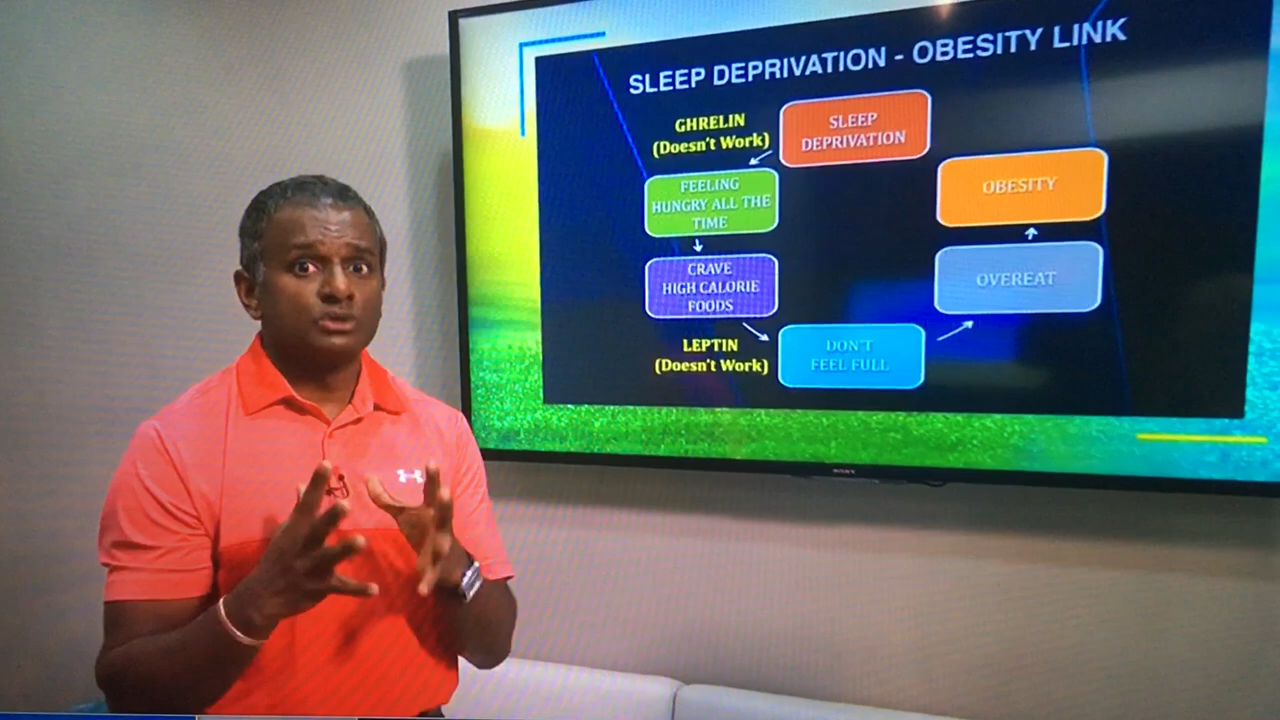 SLEEP DEPRIVATION - OBESITY LINK
GHRELIN
(Doesn't Work)
SLEEP
DEPRIVATION
FEELING
HUNGRY ALL THE
TIME
CRAVE
HIGH CALORIE
FOODS
LEPTIN
(Doesn't Work)
DON'T
FEEL FULL
OVEREAT
OBESITY
SONY